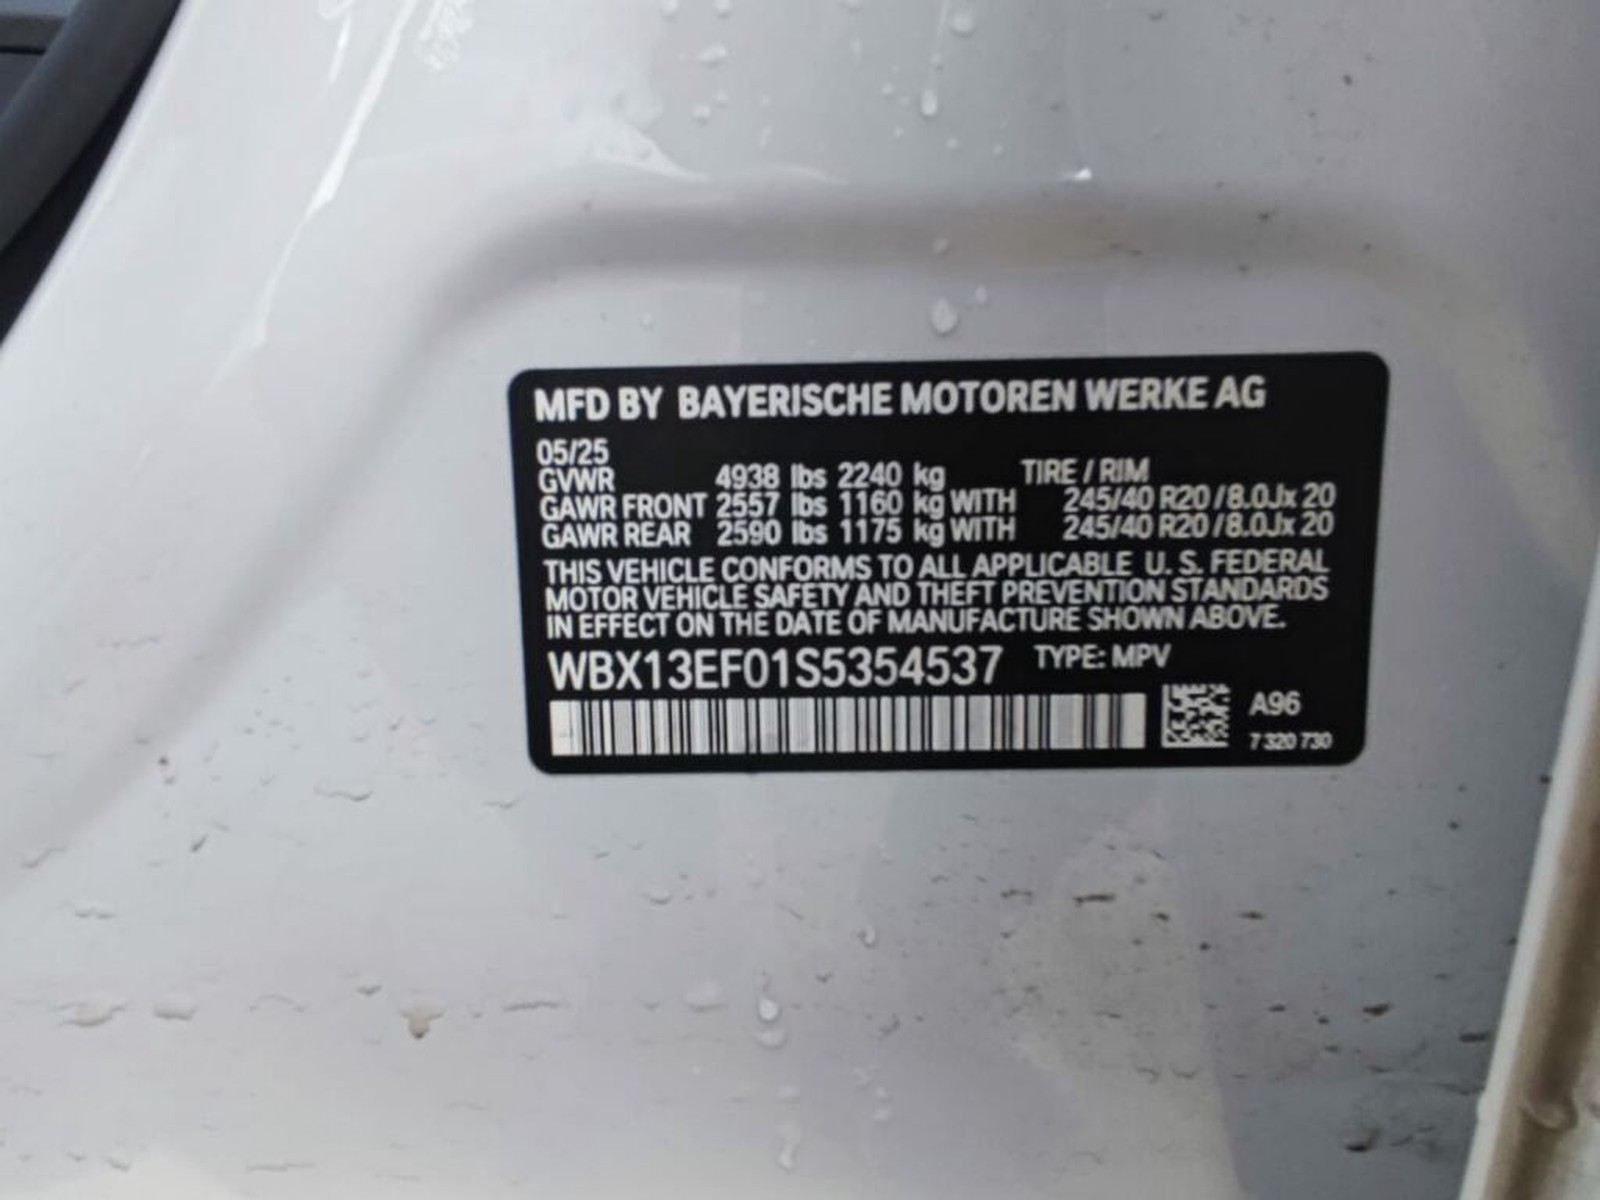 MFD BY BAYERISCHE MOTOREN WERKE AG
05/25
GVWR 4938 lbs 2240 kg TIRE / RIM
GAWR FRONT 2557 lbs 1160 kg WITH 245/40 R20 / 8.0Jx 20
GAWR REAR 2590 lbs 1175 kg WITH 245/40 R20 / 8.0Jx 20
THIS VEHICLE CONFORMS TO ALL APPLICABLE U. S. FEDERAL
MOTOR VEHICLE SAFETY AND THEFT PREVENTION STANDARDS
IN EFFECT ON THE DATE OF MANUFACTURE SHOWN ABOVE.
WBX13EF01S5354537 TYPE: MPV
A96
7 320 730